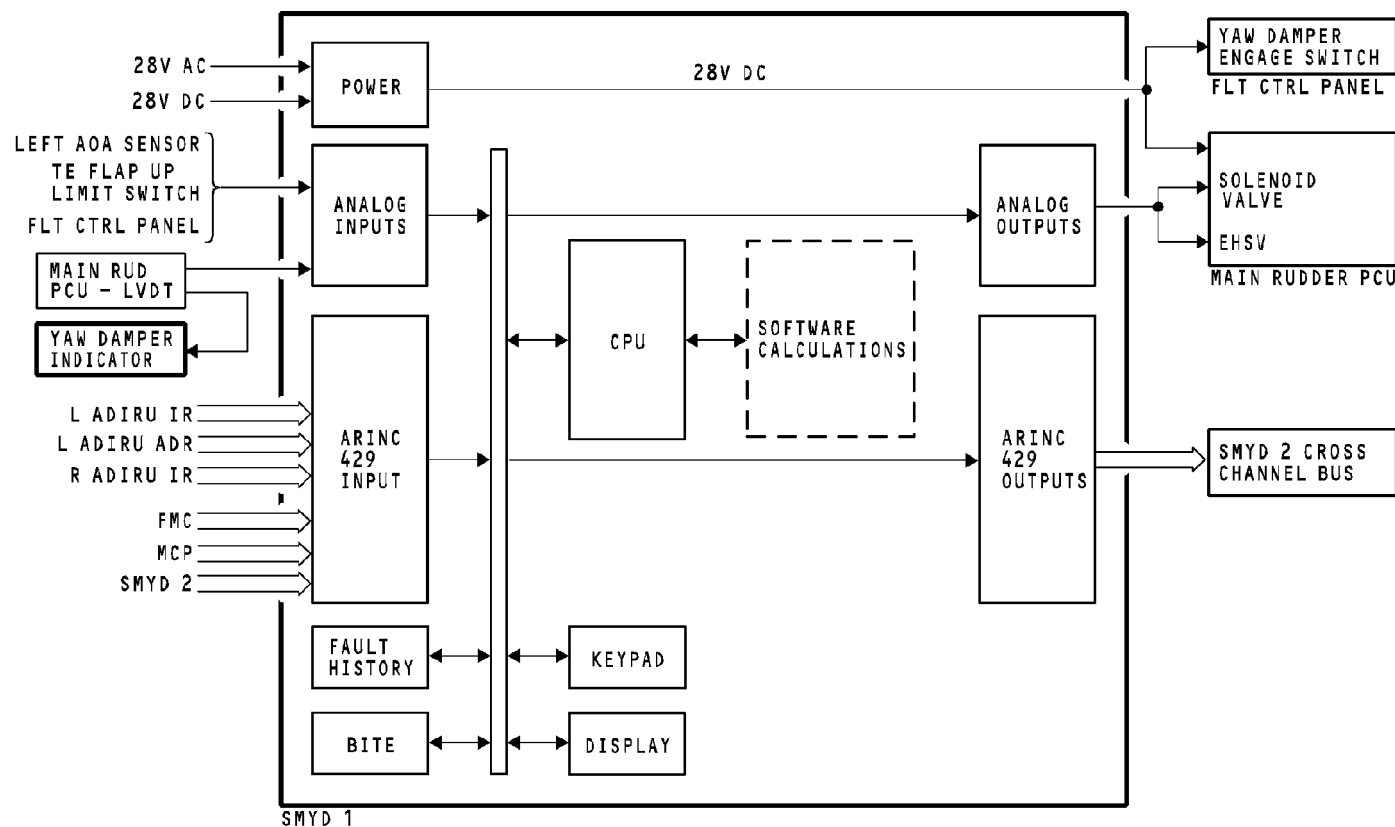 28V AC
28V DC
POWER
28V DC
YAW DAMPER
ENGAGE SWITCH
FLT CTRL PANEL
LEFT AOA SENSOR
TE FLAP UP
LIMIT SWITCH
FLT CTRL PANEL
ANALOG
INPUTS
ANALOG
OUTPUTS
SOLENOID
VALVE
EHSV
MAIN RUDDER PCU
MAIN RUD
PCU - LVDT
YAW DAMPER
INDICATOR
CPU
SOFTWARE
CALCULATIONS
L ADIRU IR
L ADIRU ADR
R ADIRU IR
FMC
MCP
SMYD 2
ARINC
429
INPUT
ARINC
429
OUTPUTS
SMYD 2 CROSS
CHANNEL BUS
FAULT
HISTORY
KEYPAD
BITE
DISPLAY
SMYD 1